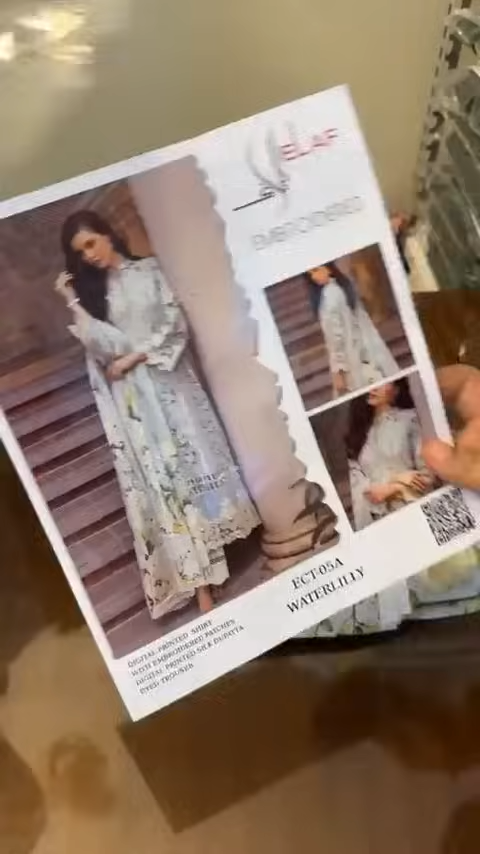 ELAF
EMBROIDERED
ECT-05A
WATERLILLY
DIGITAL PRINTED SHIRT
WITH EMBROIDERED PATCHES
DIGITAL PRINTED SILK DUPATTA
DYED TROUSER